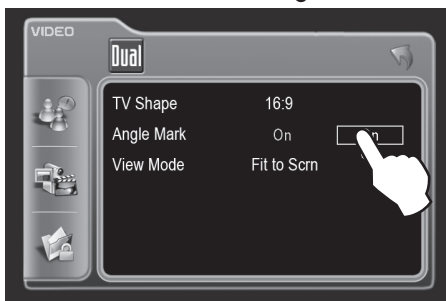 VIDEO
Dual
TV Shape 16:9
Angle Mark On
View Mode Fit to Scrn